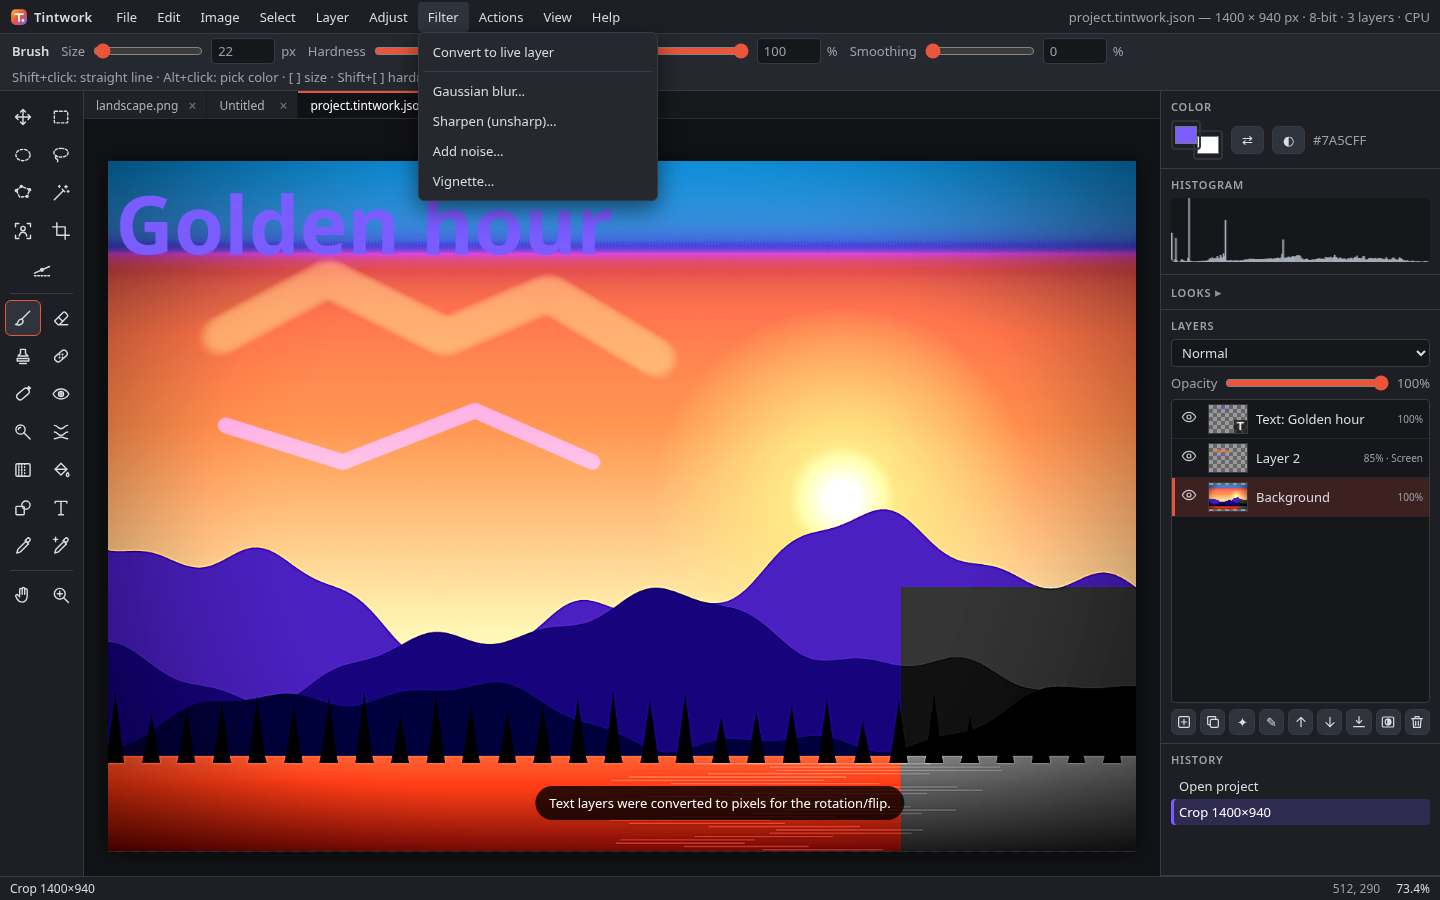 Tintwork File Edit Image Select Layer Adjust Filter Actions View Help project.tintwork.json — 1400 × 940 px · 8-bit · 3 layers · CPU
Brush Size 22 px Hardness 100 % Smoothing 0 %
Shift+click: straight line · Alt+click: pick color · [ ] size · Shift+[ ]
Convert to live layer
Gaussian blur...
Sharpen (unsharp)...
Add noise...
Vignette...
landscape.png × Untitled × project.tintwork.jso
Golden hour
Text layers were converted to pixels for the rotation/flip.
COLOR
#7A5CFF
HISTOGRAM
LOOKS ▸
LAYERS
Normal
Opacity 100%
Text: Golden hour 100%
Layer 2 85% · Screen
Background 100%
HISTORY
Open project
Crop 1400×940
Crop 1400×940 512, 290 73.4%